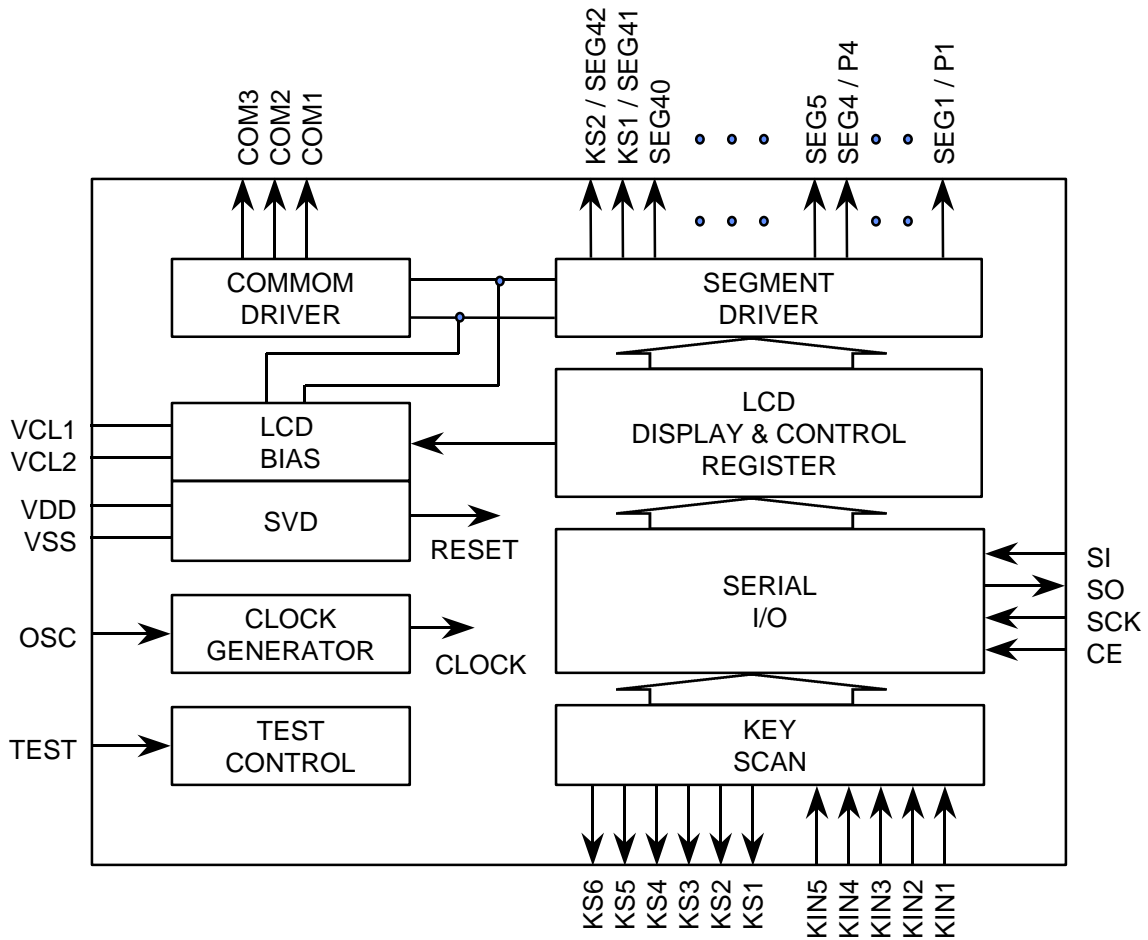 COM3
COM2
COM1
KS2 / SEG42
KS1 / SEG41
SEG40
SEG5
SEG4 / P4
SEG1 / P1
COMMOM
DRIVER
SEGMENT
DRIVER
VCL1
VCL2
LCD
BIAS
LCD
DISPLAY & CONTROL
REGISTER
VDD
VSS
SVD
RESET
SERIAL
I/O
SI
SO
SCK
CE
OSC
CLOCK
GENERATOR
CLOCK
TEST
TEST
CONTROL
KEY
SCAN
KS6
KS5
KS4
KS3
KS2
KS1
KIN5
KIN4
KIN3
KIN2
KIN1